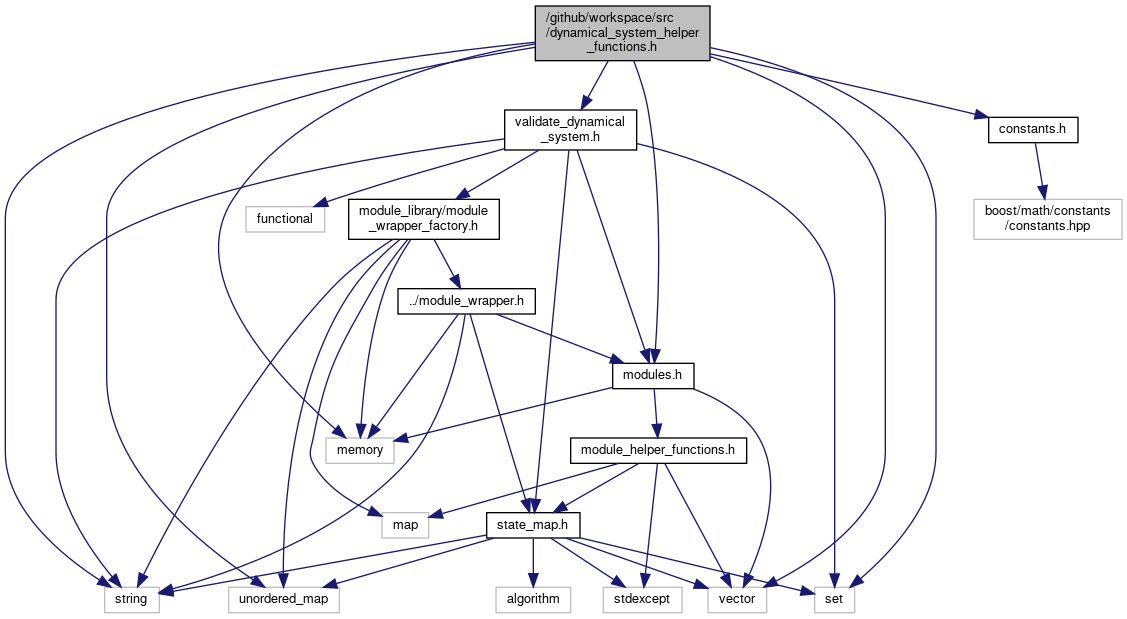 /github/workspace/src
/dynamical_system_helper
_functions.h
validate_dynamical
_system.h
constants.h
functional
module_library/module
_wrapper_factory.h
boost/math/constants
/constants.hpp
../module_wrapper.h
modules.h
memory
module_helper_functions.h
map
state_map.h
string
unordered_map
algorithm
stdexcept
vector
set